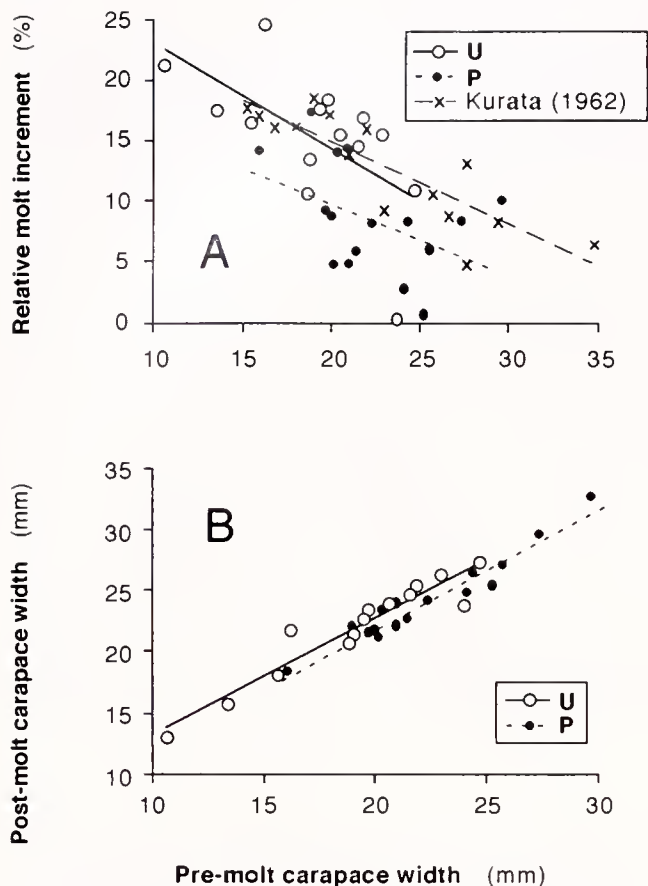 Relative molt increment (%)
25
20
15
10
5
0
U
P
Kurata (1962)
A
10 15 20 25 30 35
Post-molt carapace width (mm)
35
30
25
20
15
10
B
U
P
10 15 20 25 30
Pre-molt carapace width (mm)